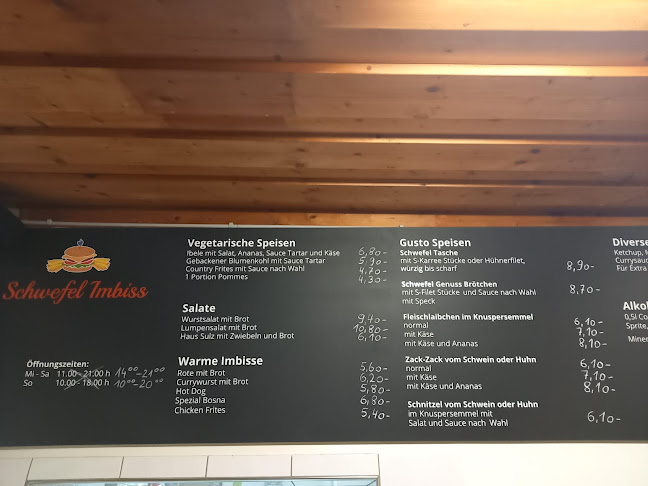 Schwefel Imbiss
Öffnungszeiten:
Mi - Sa 11.00 - 21:00 h 14⁰⁰-21⁰⁰
So 10.00 - 18.00 h 10⁰⁰-20⁰⁰
Vegetarische Speisen
Ibele mit Salat, Ananas, Sauce Tartar und Käse 6,80-
Gebackener Blumenkohl mit Sauce Tartar 5,90-
Country Frites mit Sauce nach Wahl 4,70-
1 Portion Pommes 4,30-
Salate
Wurstsalat mit Brot 9,40-
Lumpensalat mit Brot 10,80-
Haus Sulz mit Zwiebeln und Brot 6,10-
Warme Imbisse
Rote mit Brot 5,60-
Currywurst mit Brot 6,20-
Hot Dog 5,80-
Spezial Bosna 6,80-
Chicken Frites 5,40-
Gusto Speisen
Schwefel Tasche
mit S-Karree Stücke oder Hühnerfilet,
würzig bis scharf 8,90-
Schwefel Genuss Brötchen
mit S-Filet Stücke und Sauce nach Wahl 8,70-
mit Speck
Fleischlaibchen im Knuspersemmel
normal 6,10-
mit Käse 7,10-
mit Käse und Ananas 8,10-
Zack-Zack vom Schwein oder Huhn
normal 6,10-
mit Käse 7,10-
mit Käse und Ananas 8,10-
Schnitzel vom Schwein oder Huhn
im Knuspersemmel mit 6,10-
Salat und Sauce nach Wahl
Diverse
Ketchup, M
Currysauc
Für Extra
Alko
0,5l Co
Sprite,
Miner